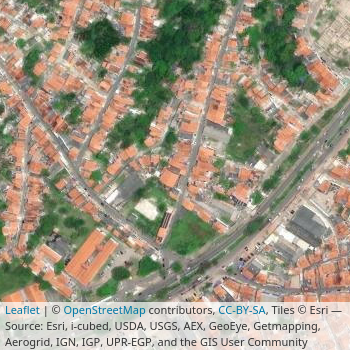 Leaflet | © OpenStreetMap contributors, CC-BY-SA, Tiles © Esri —
Source: Esri, i-cubed, USDA, USGS, AEX, GeoEye, Getmapping,
Aerogrid, IGN, IGP, UPR-EGP, and the GIS User Community